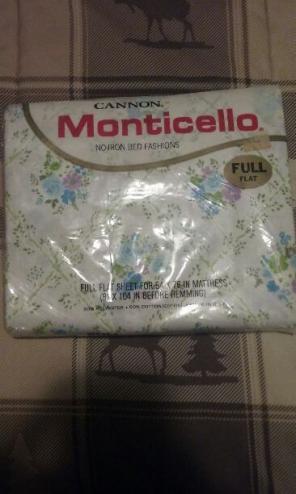 CANNON.
Monticello®
NO-IRON BED FASHIONS
FULL
FLAT
FULL FLAT SHEET FOR 54 X 76 IN MATTRESS
X 104 IN BEFORE HEMMING)